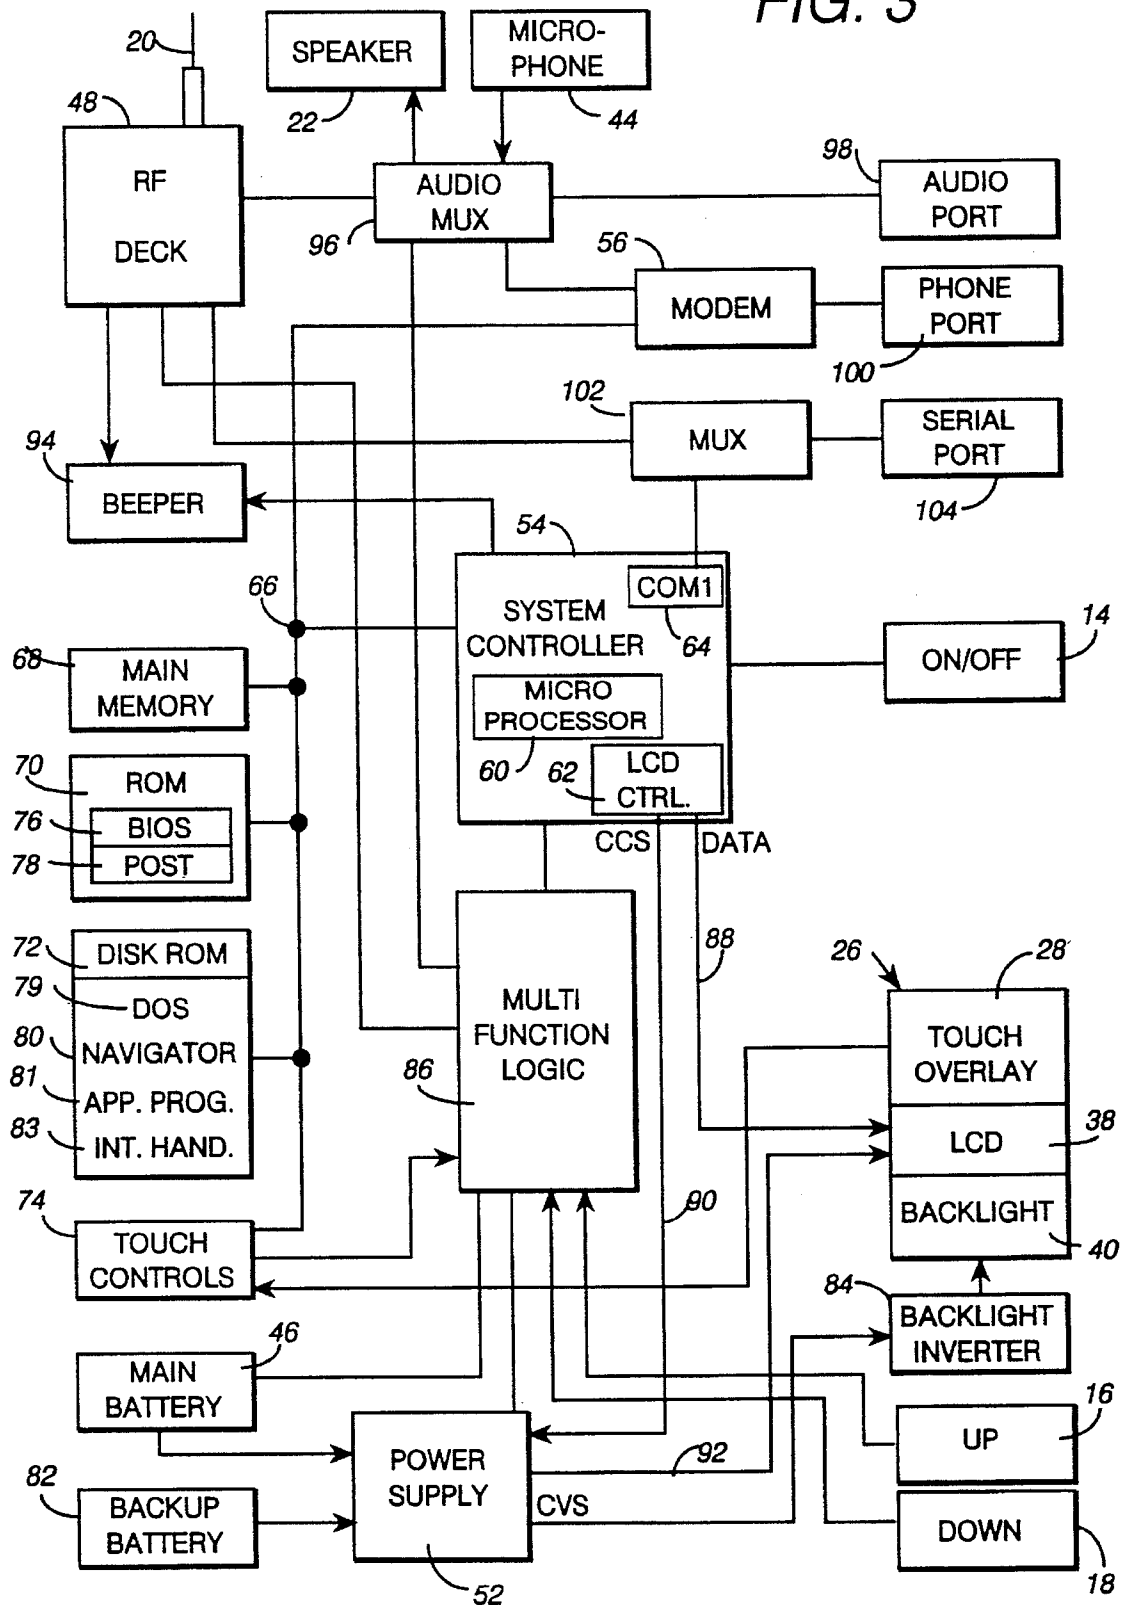 FIG. 3
20
SPEAKER
22
MICRO-
PHONE
44
48
RF
DECK
AUDIO
MUX
96
98
AUDIO
PORT
56
MODEM
PHONE
PORT
100
102
MUX
SERIAL
PORT
104
94
BEEPER
54
SYSTEM
CONTROLLER
COM1
64
MICRO
PROCESSOR
60
62
LCD
CTRL.
CCS
DATA
ON/OFF
14
66
68
MAIN
MEMORY
70
ROM
76
BIOS
78
POST
72
DISK ROM
79
DOS
80
NAVIGATOR
81
APP. PROG.
83
INT. HAND.
MULTI
FUNCTION
LOGIC
86
88
90
26
28
TOUCH
OVERLAY
LCD
38
BACKLIGHT
40
84
BACKLIGHT
INVERTER
74
TOUCH
CONTROLS
46
MAIN
BATTERY
82
BACKUP
BATTERY
POWER
SUPPLY
52
92
CVS
UP
16
DOWN
18